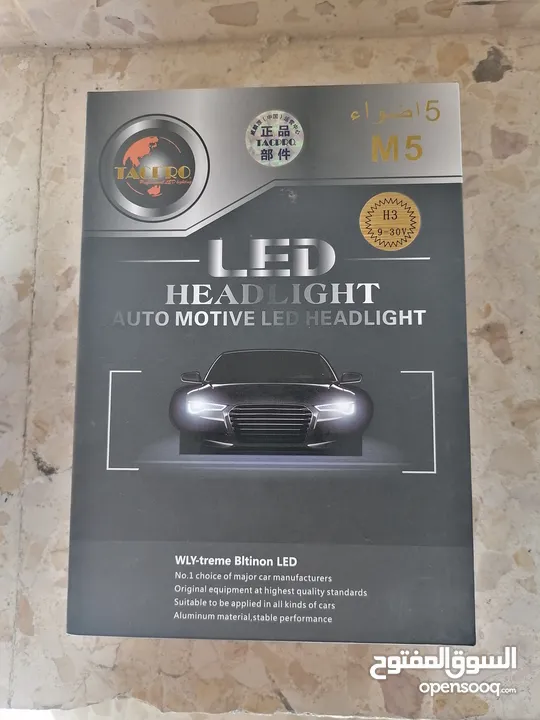 5 اضواء
M5
正品
TACPRO
部件
TACPRO
H3
9-30V
LED
HEADLIGHT
AUTO MOTIVE LED HEADLIGHT
WLY-treme Bltinon LED
No.1 choice of major car manufacturers
Original equipment at highest quality standards
Suitable to be applied in all kinds of cars
Aluminum material,stable performance
السوق المفتوح
opensooq.com